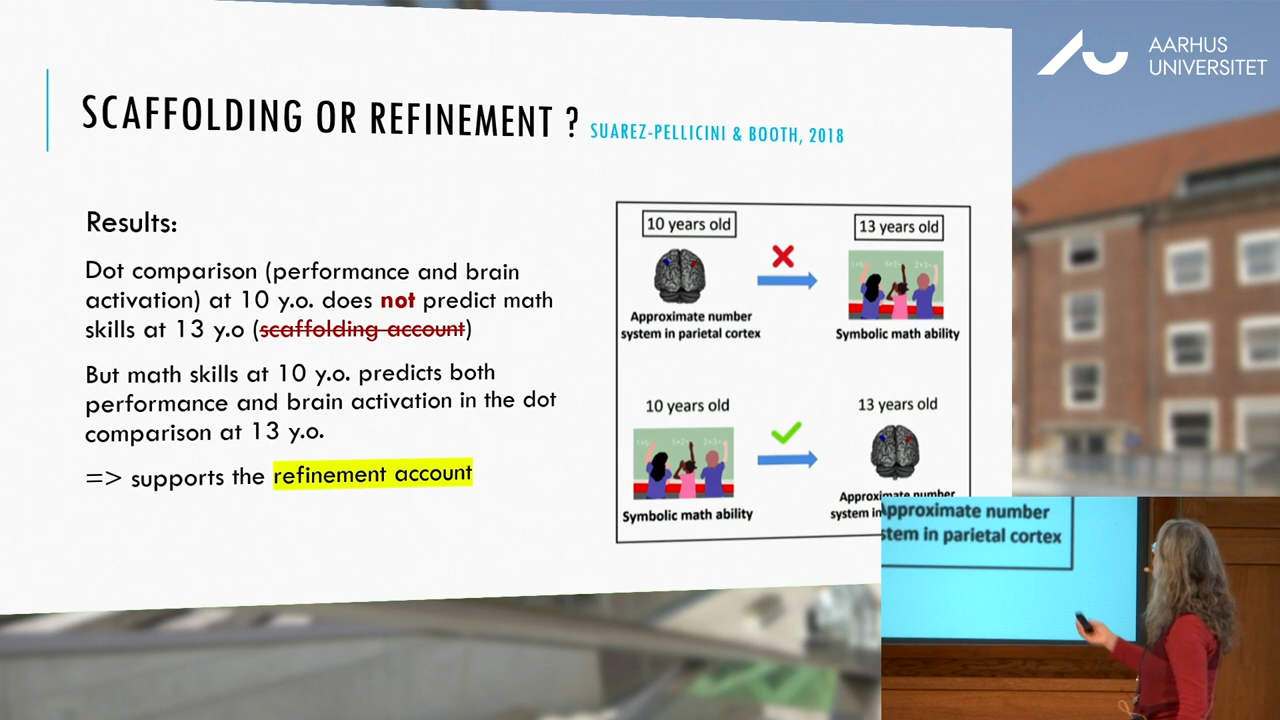 AARHUS
UNIVERSITET
SCAFFOLDING OR REFINEMENT ? SUAREZ-PELLICINI & BOOTH, 2018
Results:
Dot comparison (performance and brain
activation) at 10 y.o. does not predict math
skills at 13 y.o (scaffolding account)
But math skills at 10 y.o. predicts both
performance and brain activation in the dot
comparison at 13 y.o.
=> supports the refinement account
10 years old
13 years old
Approximate number
system in parietal cortex
Symbolic math ability
10 years old
13 years old
Symbolic math ability
Approximate number
system in
Approximate number
stem in parietal cortex